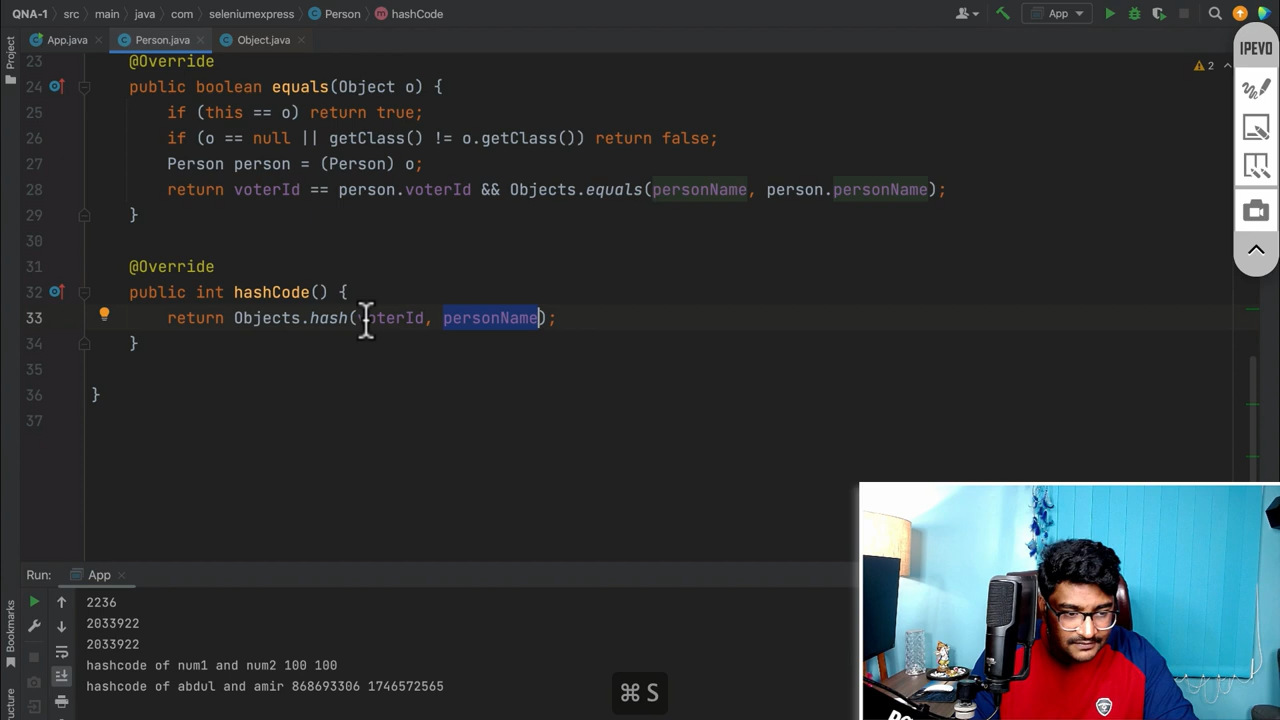 QNA-1 › src › main › java › com › seleniumexpress › Person › hashCode
App
IPEVO
Project
App.java
Person.java
Object.java
23 @Override
2
24 public boolean equals(Object o) {
25 if (this == o) return true;
26 if (o == null || getClass() != o.getClass()) return false;
27 Person person = (Person) o;
28 return voterId == person.voterId && Objects.equals(personName, person.personName);
29 }
30
31 @Override
32 public int hashCode() {
33 return Objects.hash(voterId, personName);
34 }
35
36 }
37
Run: App
2236
2033922
2033922
hashcode of num1 and num2 100 100
hashcode of abdul and amir 868693306 1746572565
Bookmarks
⌘ S